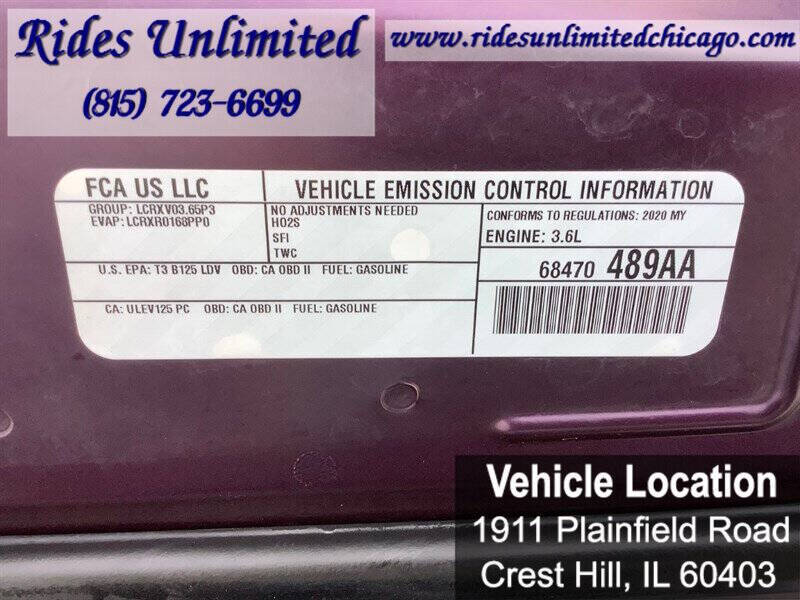 Rides Unlimited
(815) 723-6699
www.ridesunlimitedchicago.com
FCA US LLC
VEHICLE EMISSION CONTROL INFORMATION
GROUP: LCRXV03.65P3
EVAP: LCRXR0168PP0
NO ADJUSTMENTS NEEDED
HO2S
SFI
TWC
CONFORMS TO REGULATIONS: 2020 MY
ENGINE: 3.6L
U.S. EPA: T3 B125 LDV OBD: CA OBD II FUEL: GASOLINE
68470 489AA
CA: ULEV125 PC OBD: CA OBD II FUEL: GASOLINE
Vehicle Location
1911 Plainfield Road
Crest Hill, IL 60403